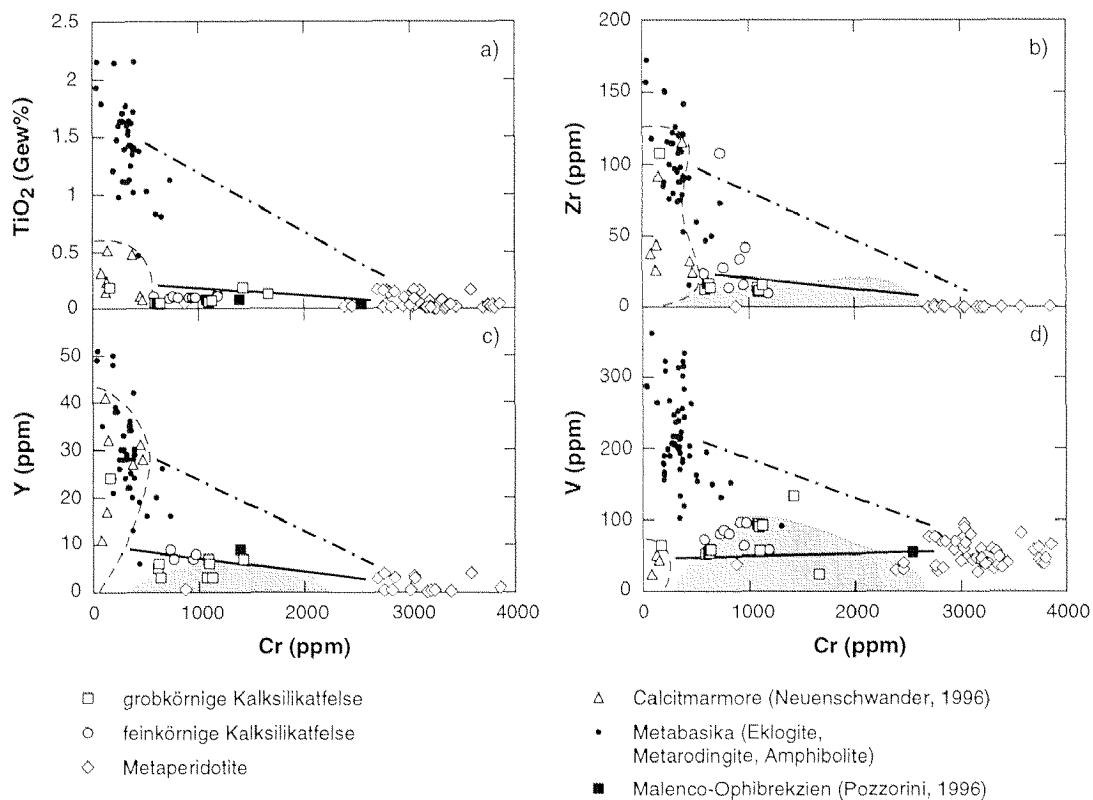 a)
TiO2 (Gew%)
2
1.5
1
0.5
0
b)
Zr (ppm)
200
150
100
50
0
c)
Y (ppm)
50
40
30
20
10
0
0 1000 2000 3000 4000 5000
Cr (ppm)
d)
V (ppm)
300
200
100
0
0 1000 2000 3000 4000
Cr (ppm)
grobkörnige Kalksilikatfelse
feinkörnige Kalksilikatfelse
Metaperidotite
Calcitmarmore (Neuenschwander, 1996)
Metabasika (Eklogite,
Metarodingite, Amphibolite)
Malenco-Ophibrekzien (Pozzorini, 1996)